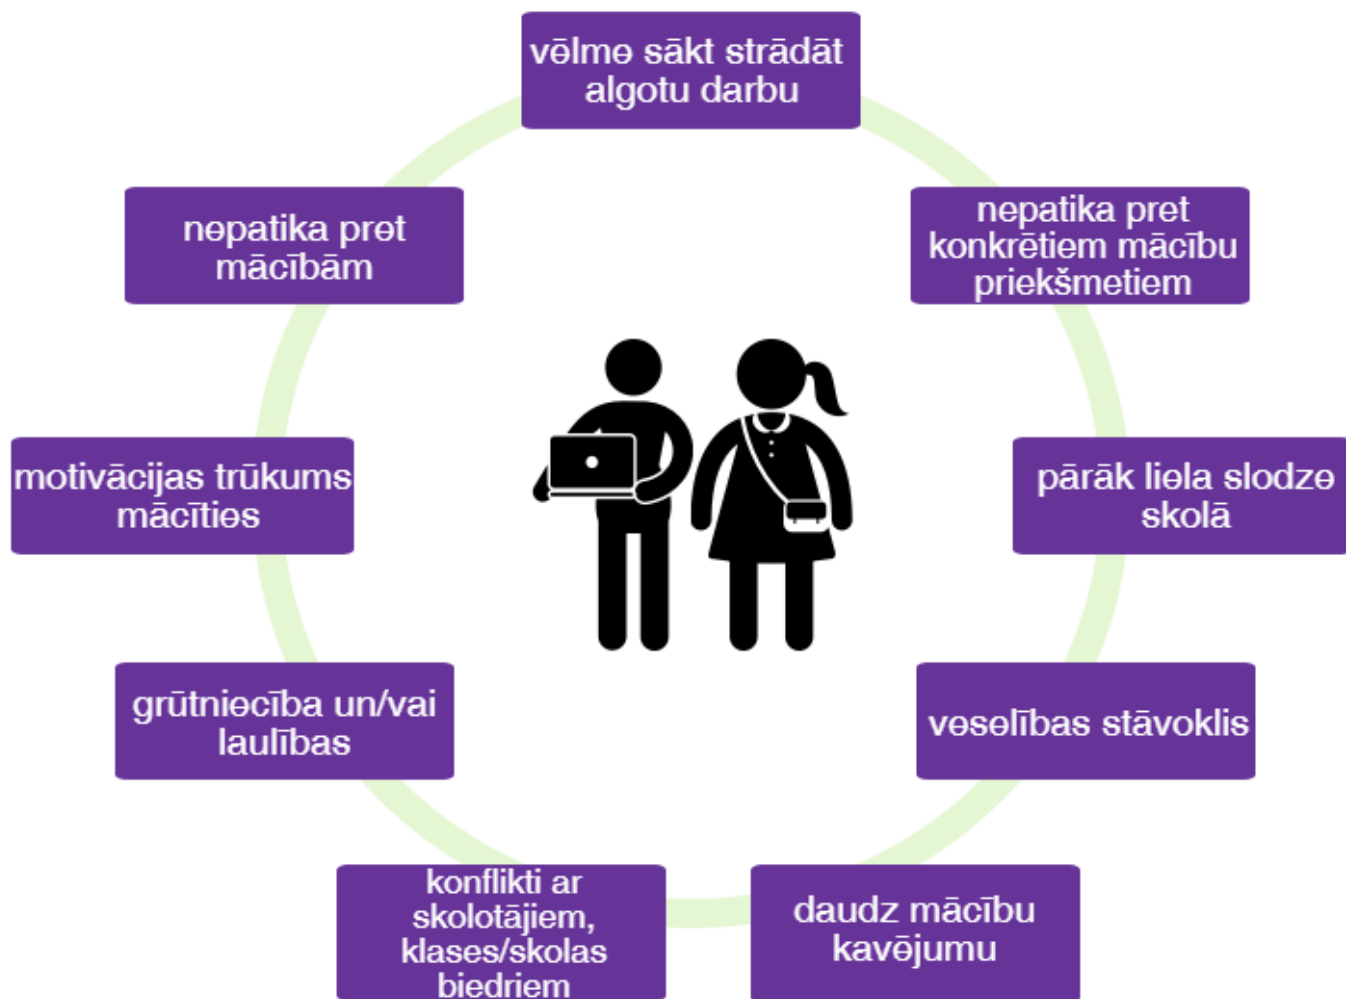 vēlme sākt strādāt
algotu darbu
nepatika pret
konkrētiem mācību
priekšmetiem
pārāk liela slodze
skolā
veselības stāvoklis
daudz mācību
kavējumu
konflikti ar
skolotājiem,
klases/skolas
biedriem
grūtniecība un/vai
laulības
motivācijas trūkums
mācīties
nepatika pret
mācībām